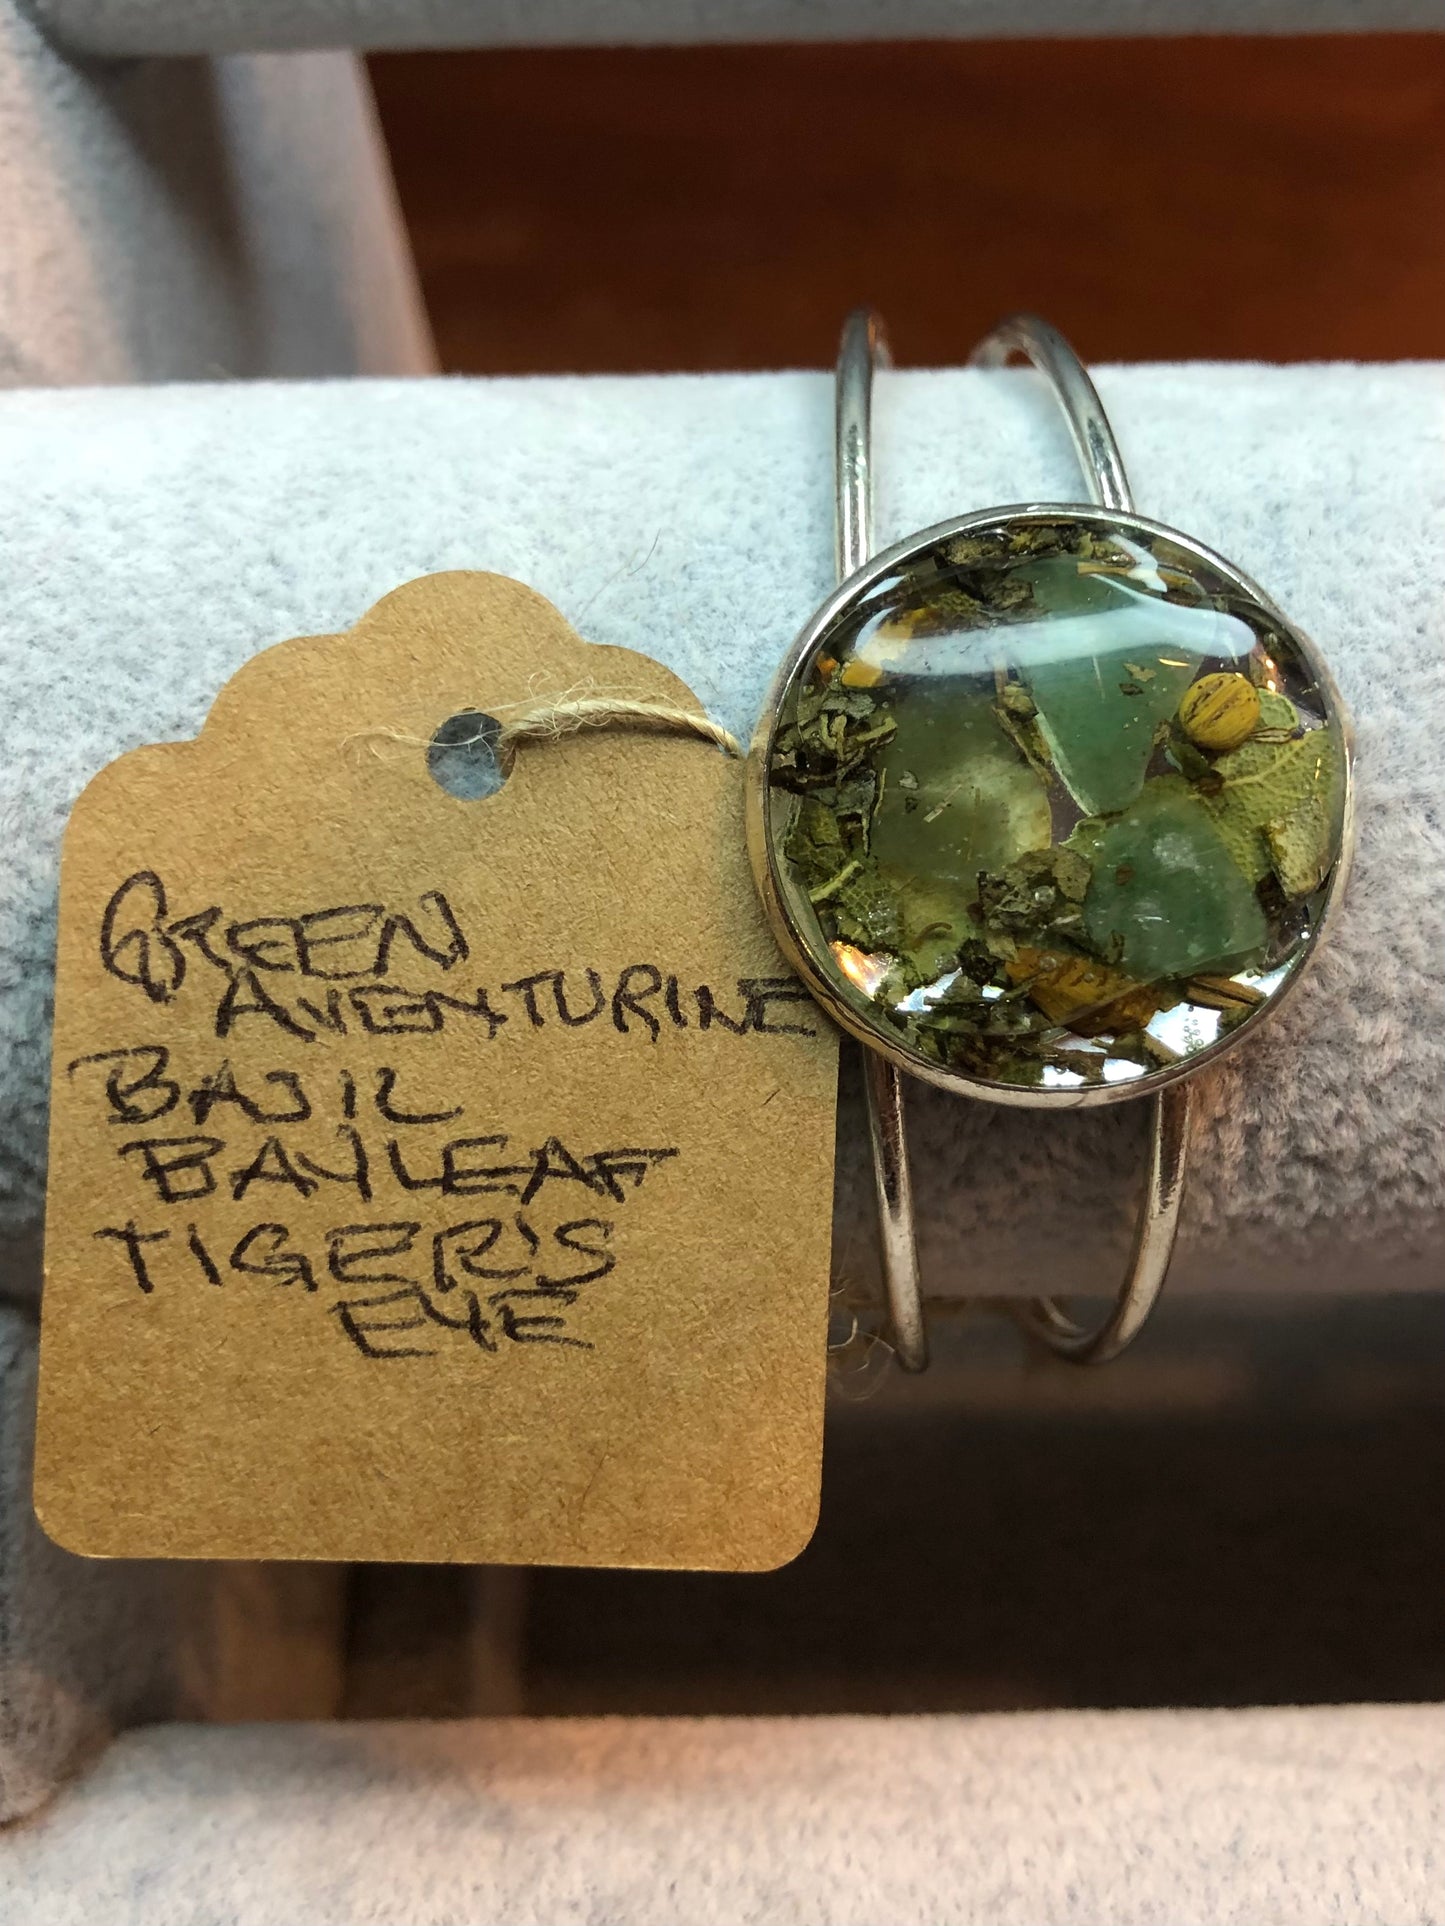 GREEN
AVENTURINE
BASIL
BAYLEAF
TIGER'S
EYE